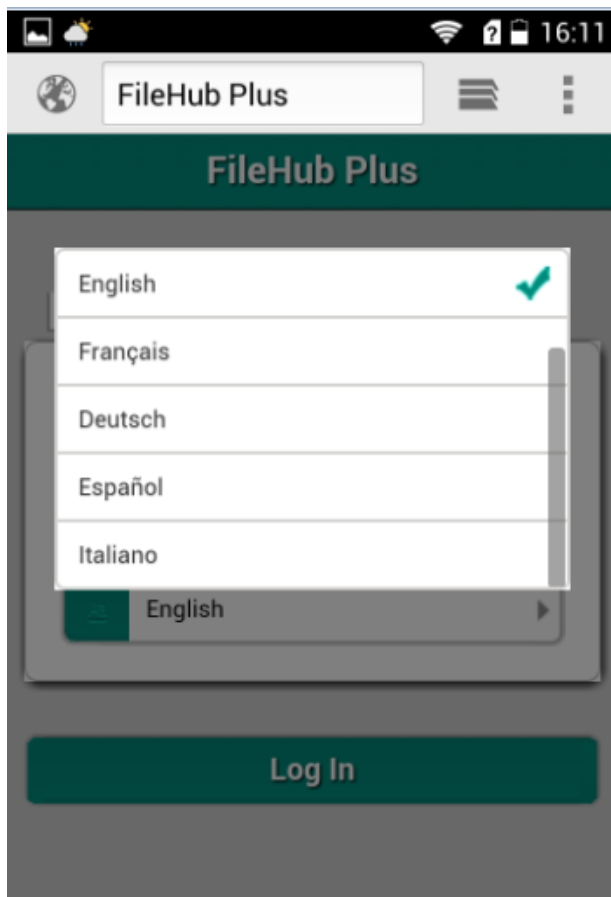 16:11
FileHub Plus
FileHub Plus
English
Français
Deutsch
Español
Italiano
English
Log In